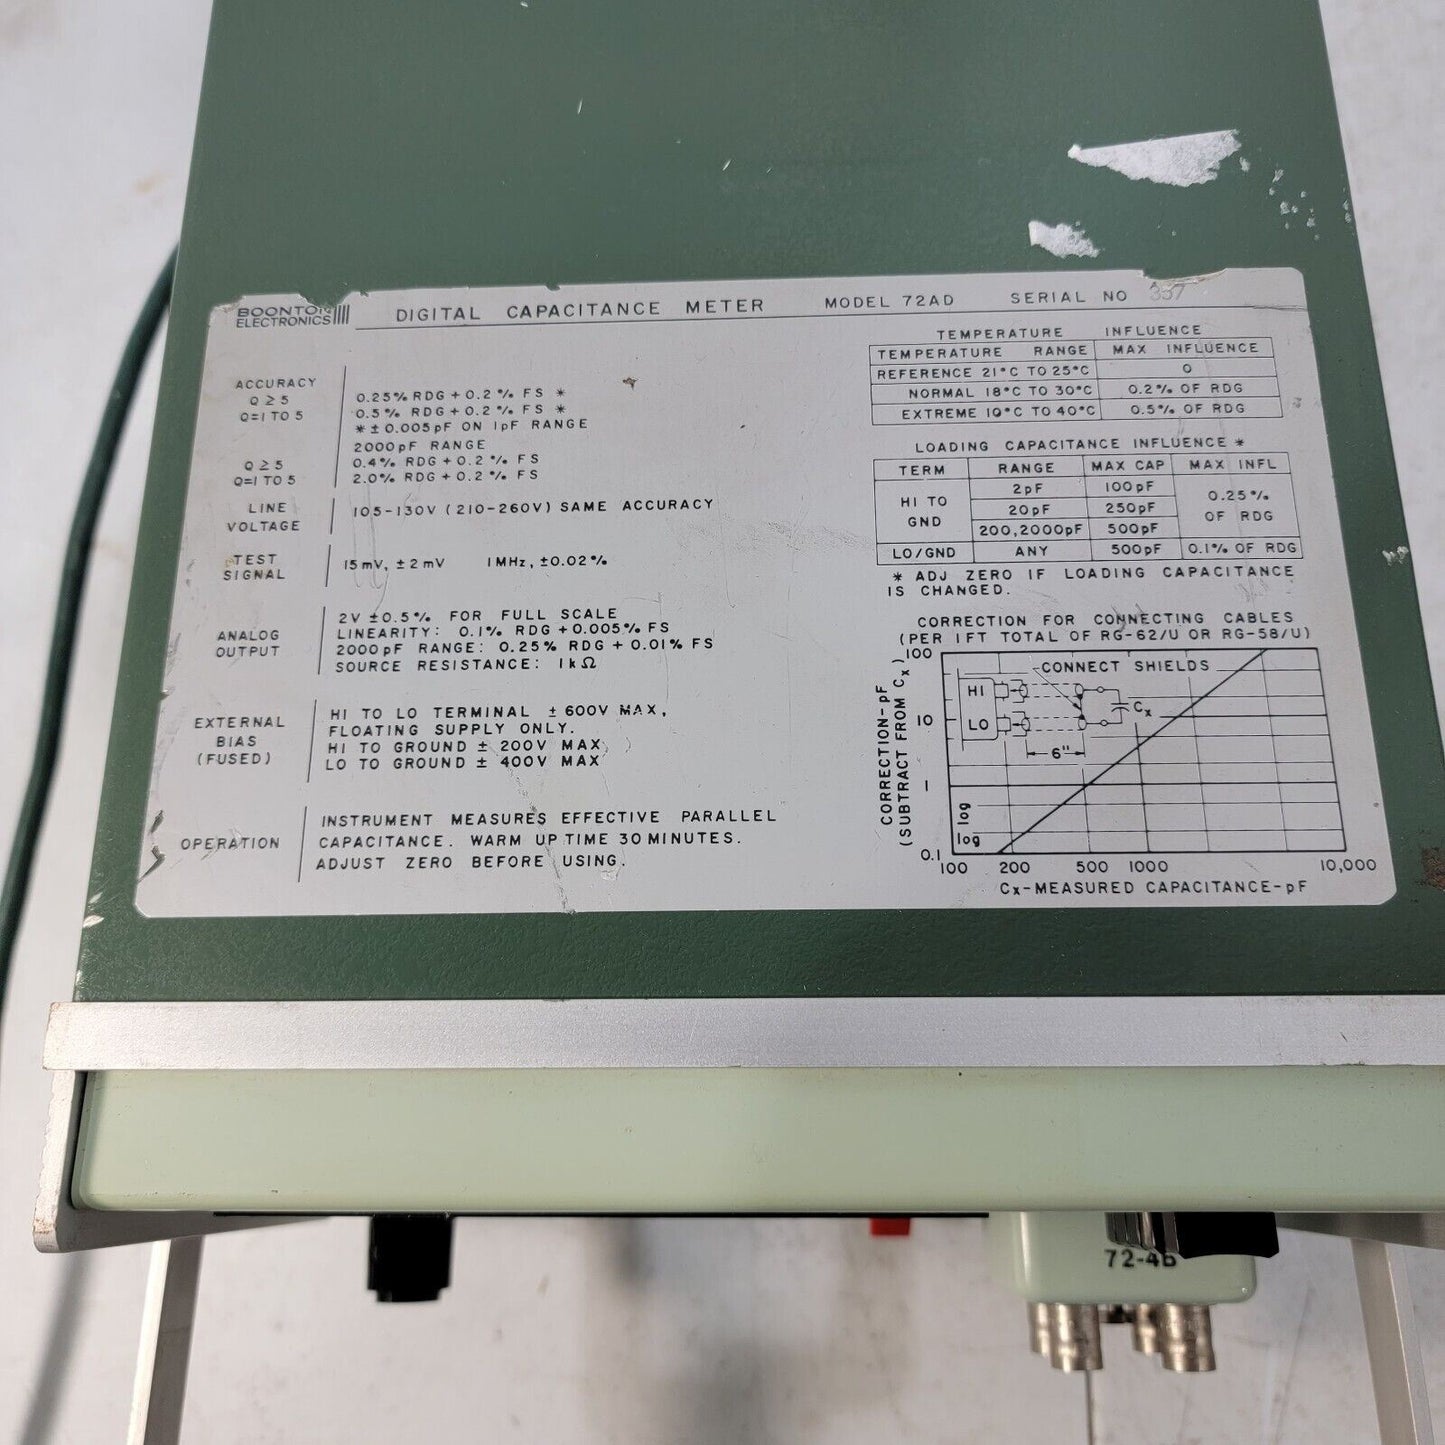 BOONTON
ELECTRONICS
DIGITAL CAPACITANCE METER MODEL 72AD SERIAL NO 357
ACCURACY
Q ≥ 5 0.25% RDG + 0.2% FS *
Q=1 TO 5 0.5% RDG + 0.2% FS *
* ± 0.005pF ON 1pF RANGE
2000pF RANGE
Q ≥ 5 0.4% RDG + 0.2% FS
Q=1 TO 5 2.0% RDG + 0.2% FS
LINE
VOLTAGE
105-130V (210-260V) SAME ACCURACY
TEST
SIGNAL
15mV, ±2mV 1MHz, ±0.02%
ANALOG
OUTPUT
2V ±0.5% FOR FULL SCALE
LINEARITY: 0.1% RDG + 0.005% FS
2000pF RANGE: 0.25% RDG + 0.01% FS
SOURCE RESISTANCE: 1kΩ
EXTERNAL
BIAS
(FUSED)
HI TO LO TERMINAL ± 600V MAX,
FLOATING SUPPLY ONLY.
HI TO GROUND ± 200V MAX
LO TO GROUND ± 400V MAX
OPERATION
INSTRUMENT MEASURES EFFECTIVE PARALLEL
CAPACITANCE. WARM UP TIME 30 MINUTES.
ADJUST ZERO BEFORE USING.
TEMPERATURE INFLUENCE
TEMPERATURE RANGE MAX INFLUENCE
REFERENCE 21°C TO 25°C 0
NORMAL 18°C TO 30°C 0.2% OF RDG
EXTREME 10°C TO 40°C 0.5% OF RDG
LOADING CAPACITANCE INFLUENCE *
TERM RANGE MAX CAP MAX INFL
HI TO
GND
2pF 100pF
20pF 250pF
200,2000pF 500pF
0.25%
OF RDG
LO/GND ANY 500pF 0.1% OF RDG
* ADJ ZERO IF LOADING CAPACITANCE
IS CHANGED.
CORRECTION FOR CONNECTING CABLES
(PER 1FT TOTAL OF RG-62/U OR RG-58/U)
CORRECTION-pF
(SUBTRACT FROM Cx)
100
10
1
0.1
CONNECT SHIELDS
HI
LO
Cx
6"
log
log
100 200 500 1000 10,000
Cx-MEASURED CAPACITANCE-pF
72-4B